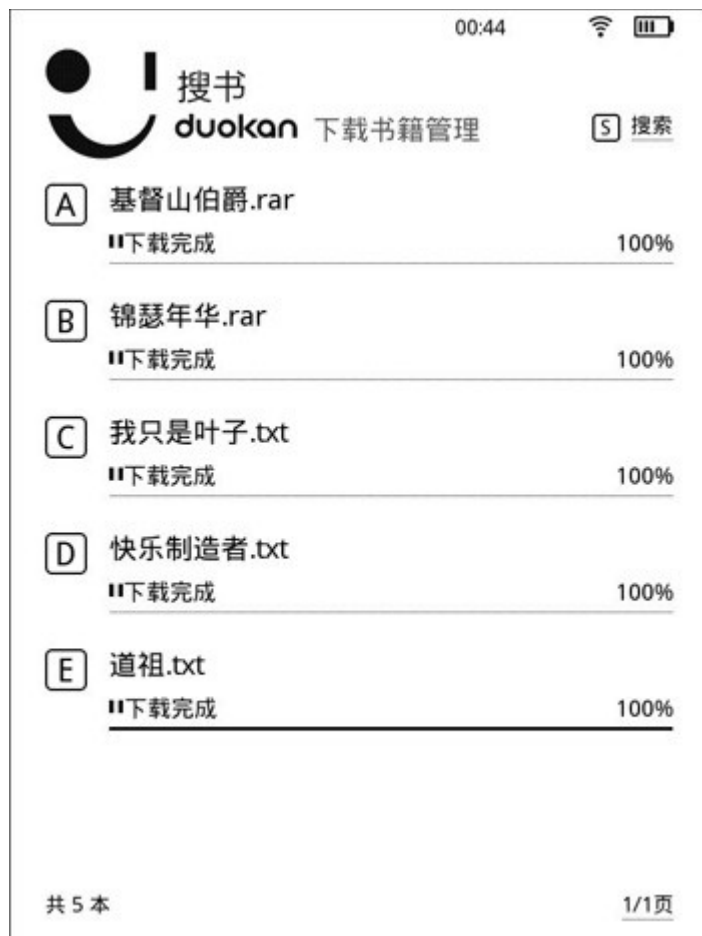 00:44
搜书
duokan 下载书籍管理
S 搜索
A 基督山伯爵.rar
下载完成 100%
B 锦瑟年华.rar
下载完成 100%
C 我只是叶子.txt
下载完成 100%
D 快乐制造者.txt
下载完成 100%
E 道祖.txt
下载完成 100%
共 5 本 1/1页